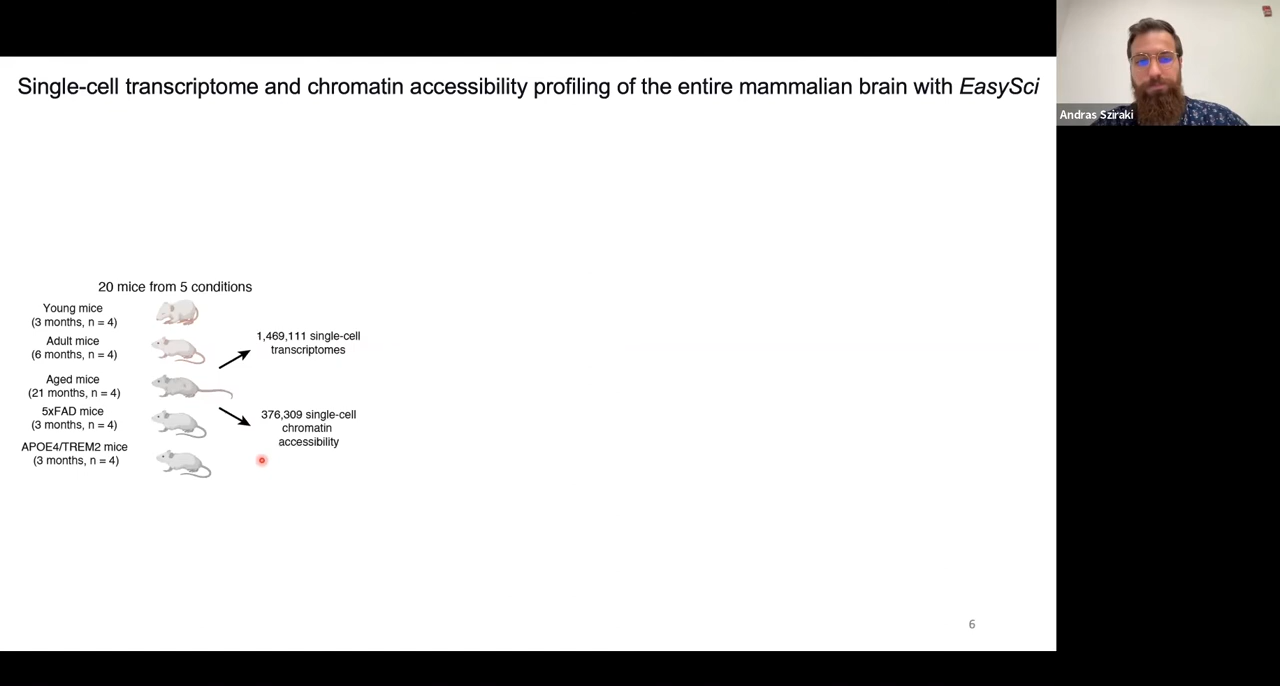 Single-cell transcriptome and chromatin accessibility profiling of the entire mammalian brain with EasySci
Andras Sziraki
20 mice from 5 conditions
Young mice
(3 months, n = 4)
Adult mice
(6 months, n = 4)
Aged mice
(21 months, n = 4)
5xFAD mice
(3 months, n = 4)
APOE4/TREM2 mice
(3 months, n = 4)
1,469,111 single-cell
transcriptomes
376,309 single-cell
chromatin
accessibility
6